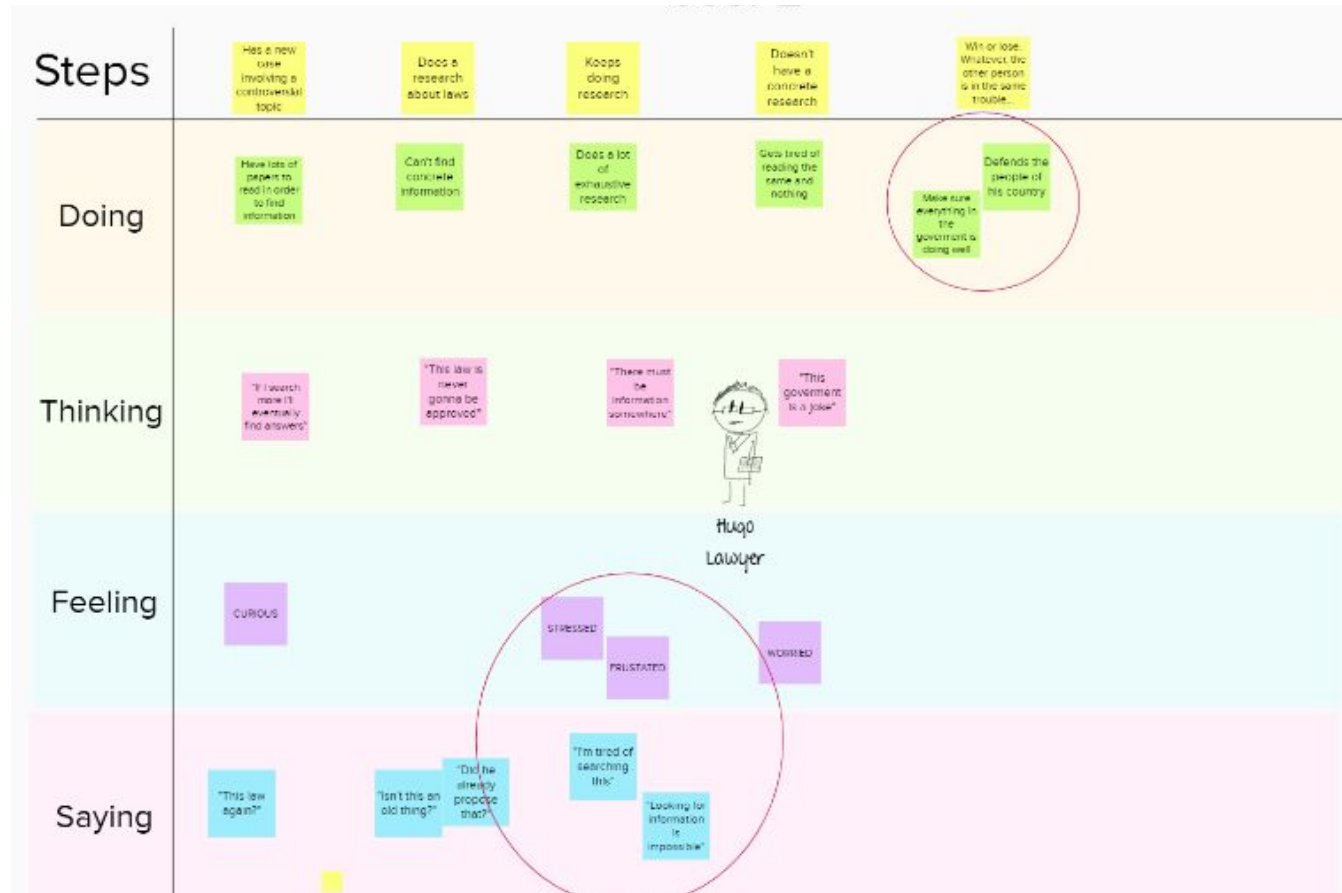 Steps
Has a new
case
involving a
controversial
topic
Does a
research
about laws
Keeps
doing
research
Doesn't
have a
concrete
research
Win or lose.
Whatever, the
other person
is in the same
trouble...
Doing
Have lots of
papers to
read in order
to find
information
Can't find
concrete
information
Does a lot
of
exhaustive
research
Gets tired of
reading the
same and
nothing
Make sure
everything in
the
goverment is
doing well
Defends the
people of
his country
Thinking
"If I search
more I'll
eventually
find answers"
"This law is
never
gonna be
approved"
"There must
be
information
somewhere"
"This
goverment
is a joke"
Hugo
Lawyer
Feeling
CURIOUS
STRESSED
FRUSTATED
WORRIED
Saying
"This law
again?"
"Isn't this an
old thing?"
"Did he
already
propose
that?"
"I'm tired of
searching
this"
"Looking for
information
is
impossible"